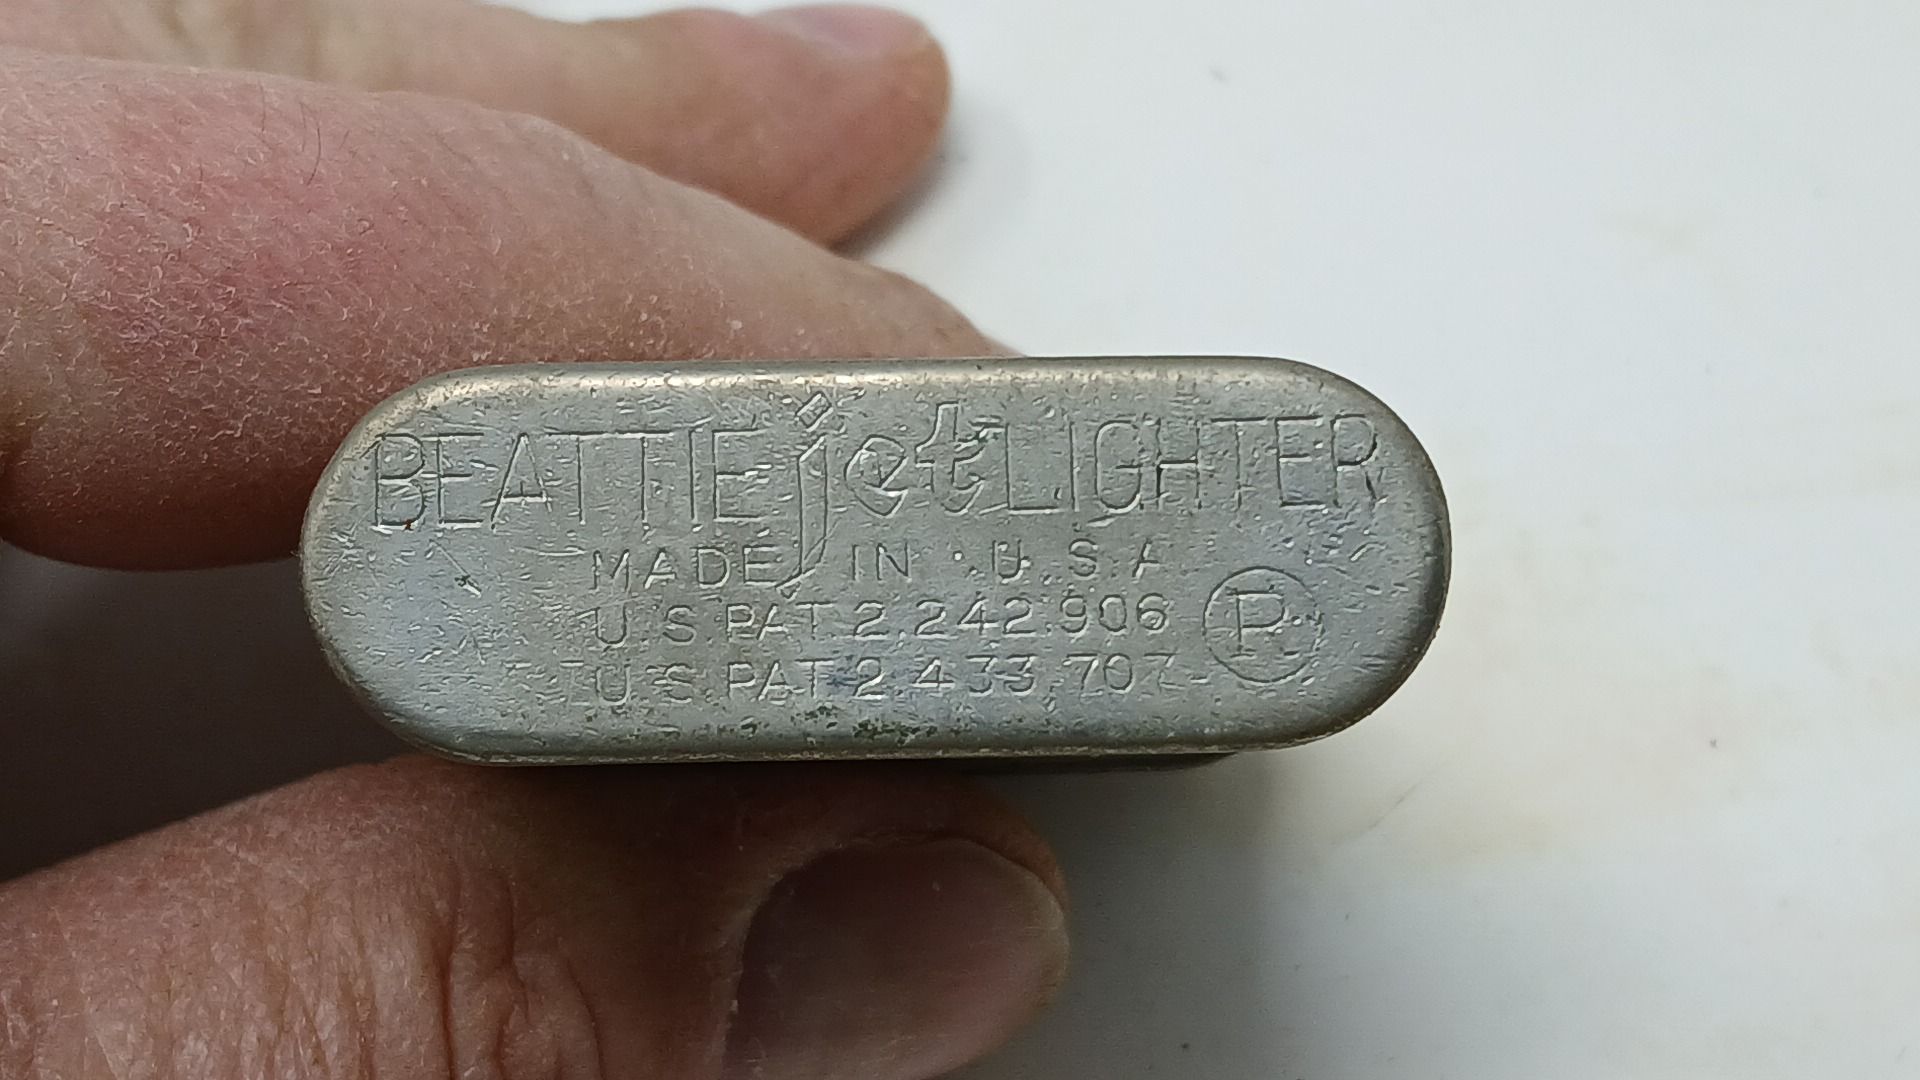 BEATTIE jet LIGHTER
MADE IN U.S.A
U.S. PAT. 2.242.906
U.S. PAT. 2.433.707
P